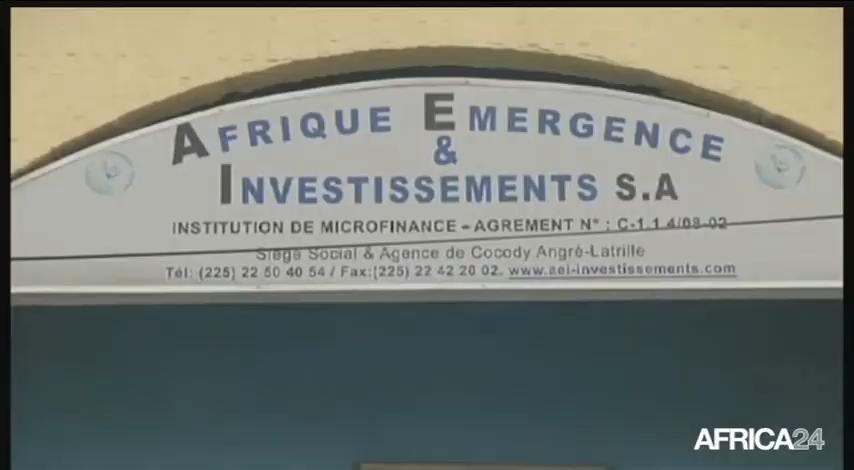 AFRIQUE EMERGENCE
&
INVESTISSEMENTS S.A
INSTITUTION DE MICROFINANCE - AGREMENT N° : C-1.1.4/08-02
Siège Social & Agence de Cocody Angré-Latrille
Tél: (225) 22 50 40 54 / Fax:(225) 22 42 20 02. www.aei-investissements.com
AFRICA24